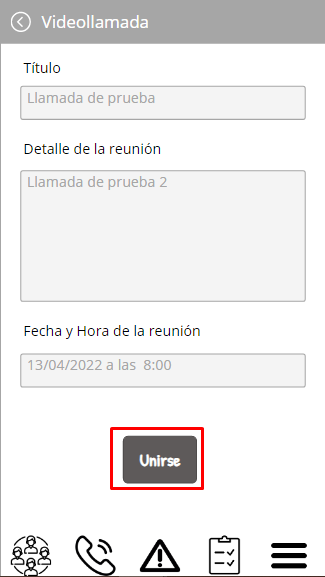 Videollamada
Título
Llamada de prueba
Detalle de la reunión
Llamada de prueba 2
Fecha y Hora de la reunión
13/04/2022 a las  8:00
Unirse